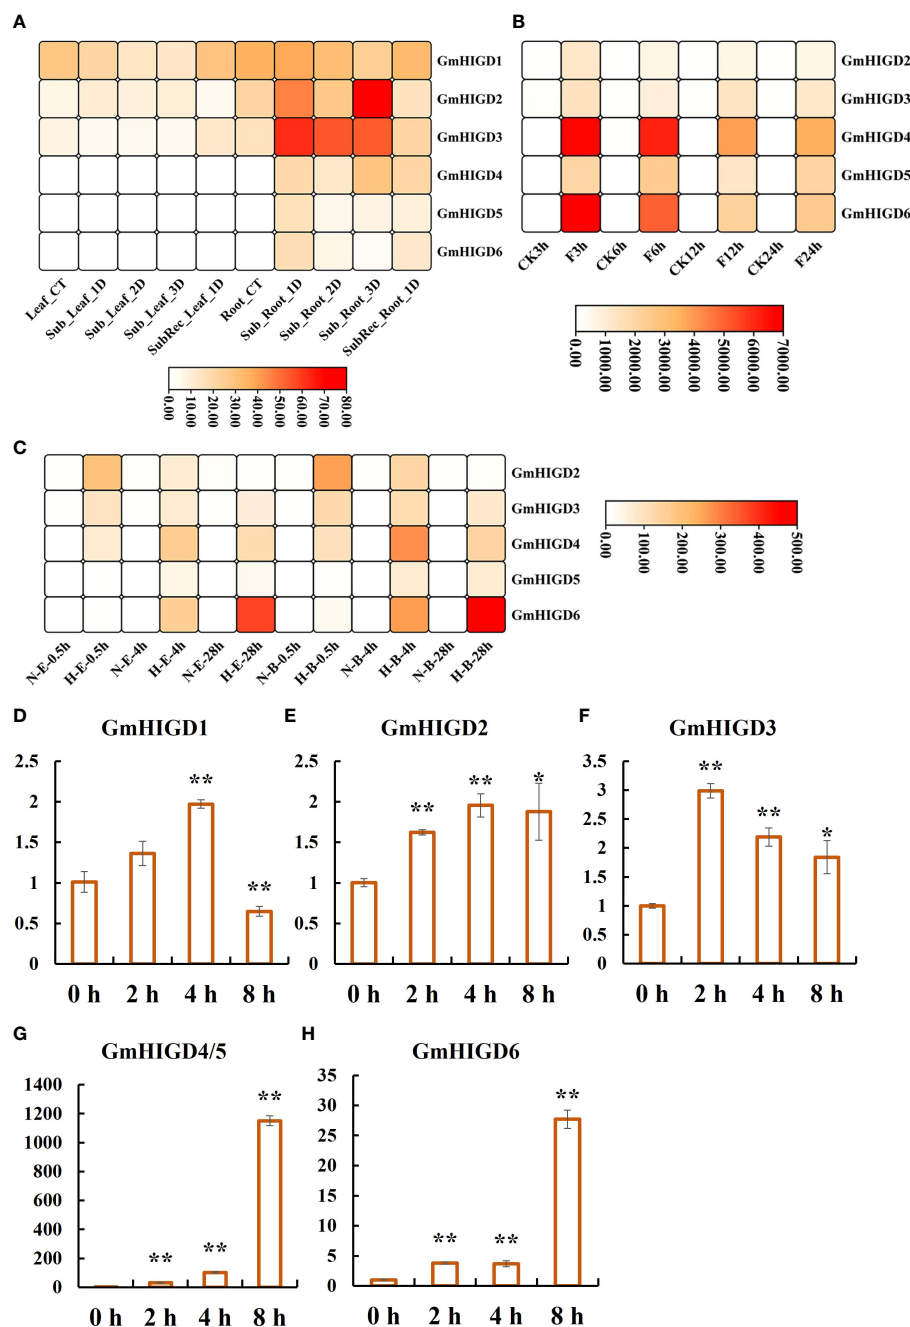 A
GmHIGD1
GmHIGD2
GmHIGD3
GmHIGD4
GmHIGD5
GmHIGD6
Leaf_CT
Sub_Leaf_1D
Sub_Leaf_2D
Sub_Leaf_3D
SubRec_Leaf_1D
Root_CT
Sub_Root_1D
Sub_Root_2D
Sub_Root_3D
SubRec_Root_1D
0.00
10.00
20.00
30.00
40.00
50.00
60.00
70.00
80.00
B
GmHIGD2
GmHIGD3
GmHIGD4
GmHIGD5
GmHIGD6
CK3h
F3h
CK6h
F6h
CK12h
F12h
CK24h
F24h
0.00
1000.00
2000.00
3000.00
4000.00
5000.00
6000.00
7000.00
C
GmHIGD2
GmHIGD3
GmHIGD4
GmHIGD5
GmHIGD6
N-E-0.5h
H-E-0.5h
N-E-4h
H-E-4h
N-E-28h
H-E-28h
N-B-0.5h
H-B-0.5h
N-B-4h
H-B-4h
N-B-28h
H-B-28h
0.00
100.00
200.00
300.00
400.00
500.00
D
GmHIGD1
2.5
2
1.5
1
0.5
0
**
**
0 h 2 h 4 h 8 h
E
GmHIGD2
2.5
2
1.5
1
0.5
0
**
**
*
0 h 2 h 4 h 8 h
F
GmHIGD3
3.5
3
2.5
2
1.5
1
0.5
0
**
**
*
0 h 2 h 4 h 8 h
G
GmHIGD4/5
1400
1200
1000
800
600
400
200
0
**
**
**
0 h 2 h 4 h 8 h
H
GmHIGD6
35
30
25
20
15
10
5
0
**
**
**
0 h 2 h 4 h 8 h